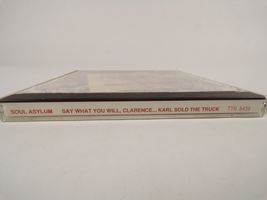 SOUL ASYLUM SAY WHAT YOU WILL, CLARENCE... KARL SOLD THE TRUCK TTR 8439